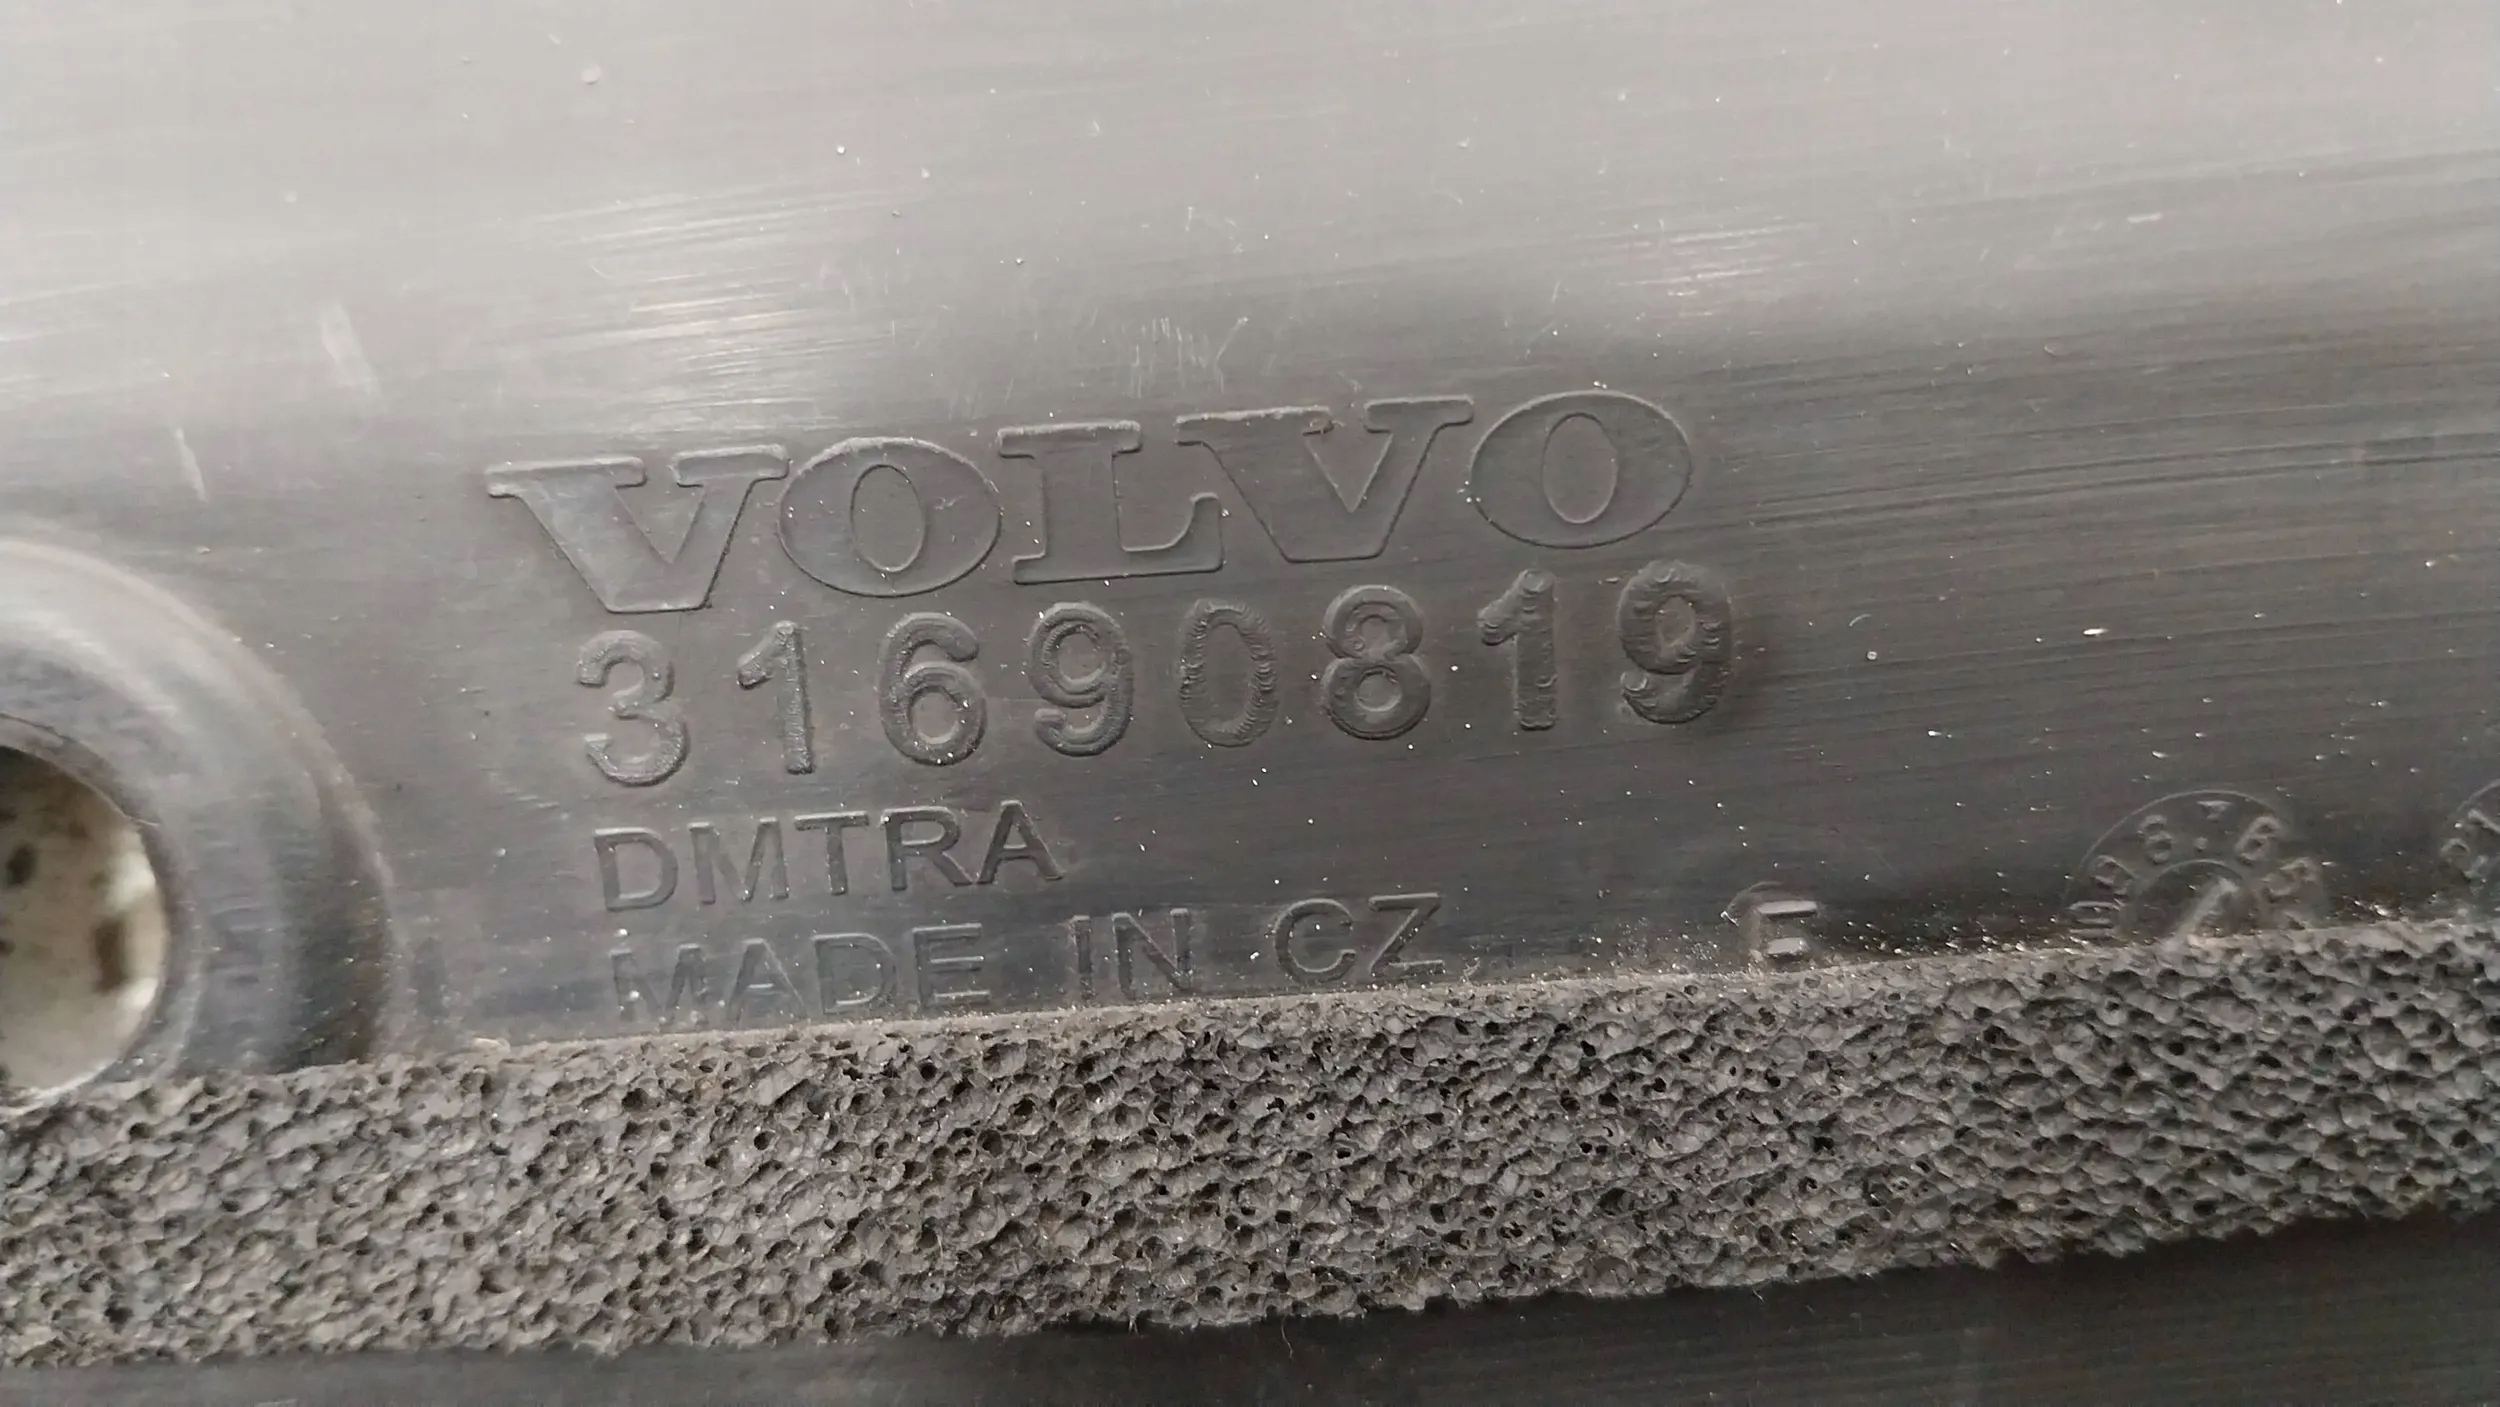 VOLVO
31690819
DMTRA
MADE IN CZ
E